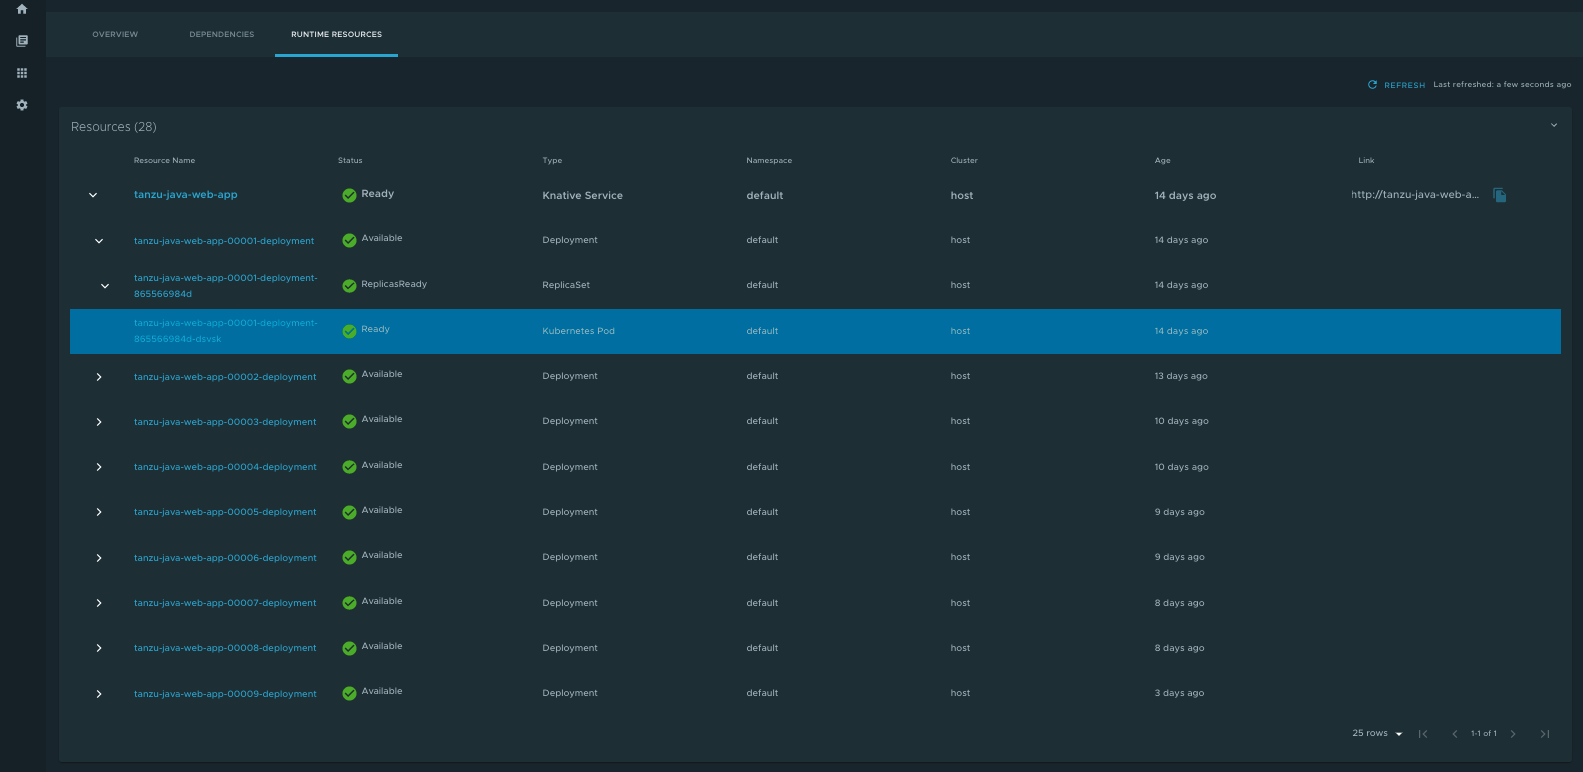 OVERVIEW DEPENDENCIES RUNTIME RESOURCES
REFRESH Last refreshed: a few seconds ago
Resources (28)
Resource Name Status Type Namespace Cluster Age Link
tanzu-java-web-app Ready Knative Service default host 14 days ago http://tanzu-java-web-a...
tanzu-java-web-app-00001-deployment Available Deployment default host 14 days ago
tanzu-java-web-app-00001-deployment-
865566984d ReplicasReady ReplicaSet default host 14 days ago
tanzu-java-web-app-00001-deployment-
865566984d-dsvsk Ready Kubernetes Pod default host 14 days ago
tanzu-java-web-app-00002-deployment Available Deployment default host 13 days ago
tanzu-java-web-app-00003-deployment Available Deployment default host 10 days ago
tanzu-java-web-app-00004-deployment Available Deployment default host 10 days ago
tanzu-java-web-app-00005-deployment Available Deployment default host 9 days ago
tanzu-java-web-app-00006-deployment Available Deployment default host 9 days ago
tanzu-java-web-app-00007-deployment Available Deployment default host 8 days ago
tanzu-java-web-app-00008-deployment Available Deployment default host 8 days ago
tanzu-java-web-app-00009-deployment Available Deployment default host 3 days ago
25 rows 1-1 of 1